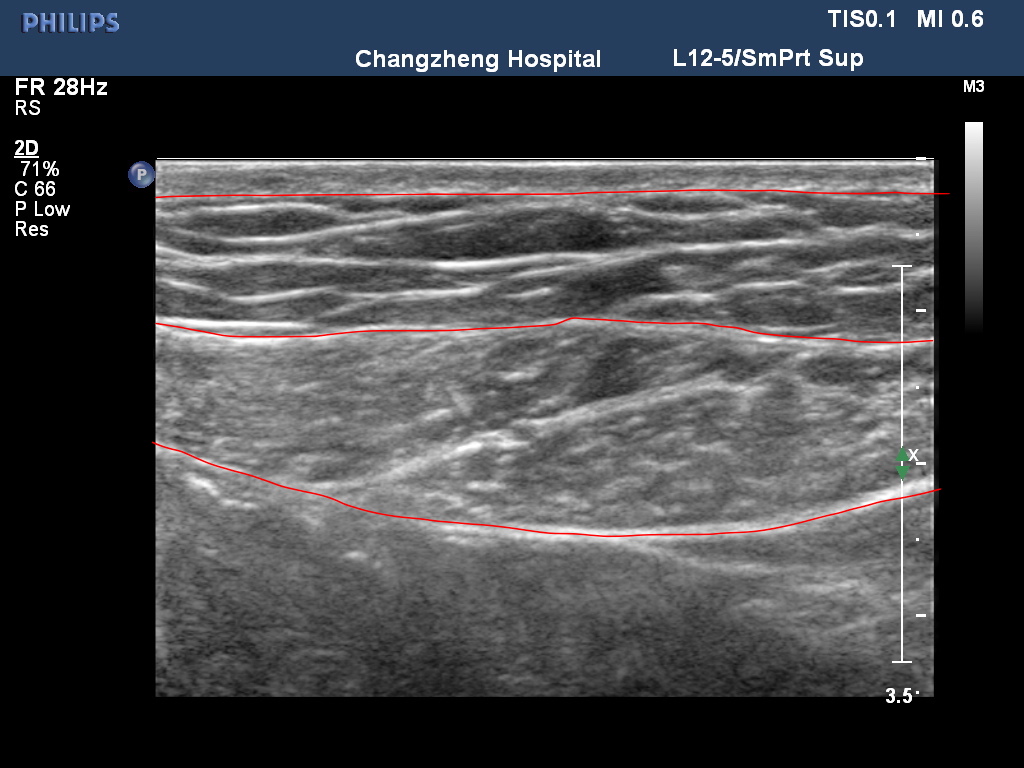 PHILIPS
TIS0.1 MI 0.6
Changzheng Hospital L12-5/SmPrt Sup
FR 28Hz
RS
M3
2D
71%
C 66
P Low
Res
P
X
3.5